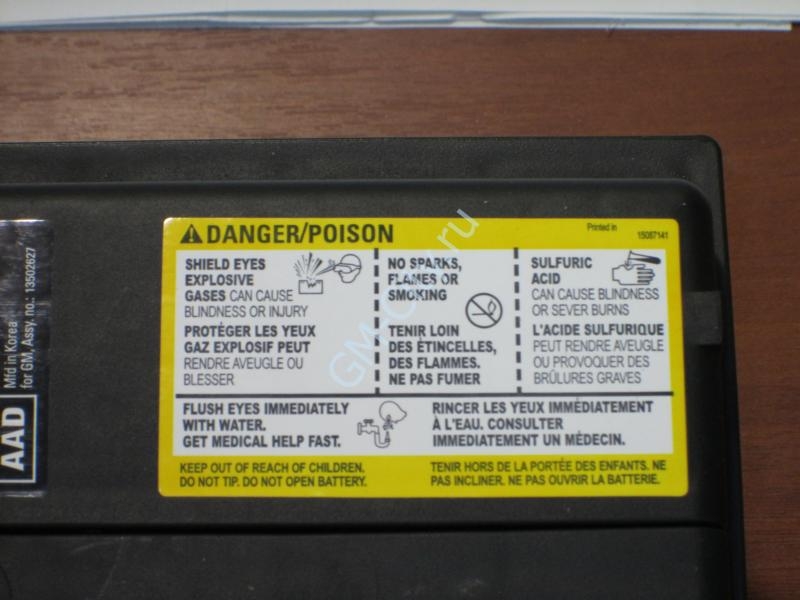 DANGER/POISON
Printed in
15087141
SHIELD EYES
EXPLOSIVE
GASES CAN CAUSE
BLINDNESS OR INJURY
PROTÉGER LES YEUX
GAZ EXPLOSIF PEUT
RENDRE AVEUGLE OU
BLESSER
NO SPARKS,
FLAMES OR
SMOKING
TENIR LOIN
DES ÉTINCELLES,
DES FLAMMES.
NE PAS FUMER
SULFURIC
ACID
CAN CAUSE BLINDNESS
OR SEVER BURNS
L'ACIDE SULFURIQUE
PEUT RENDRE AVEUGLE
OU PROVOQUER DES
BRÛLURES GRAVES
FLUSH EYES IMMEDIATELY
WITH WATER.
GET MEDICAL HELP FAST.
RINCER LES YEUX IMMÉDIATEMENT
À L'EAU. CONSULTER
IMMEDIATEMENT UN MÉDECIN.
KEEP OUT OF REACH OF CHILDREN.
DO NOT TIP. DO NOT OPEN BATTERY.
TENIR HORS DE LA PORTÉE DES ENFANTS. NE
PAS INCLINER. NE PAS OUVRIR LA BATTERIE.
AAD
Mfd in Korea
for GM, Assy. no.: 13502627